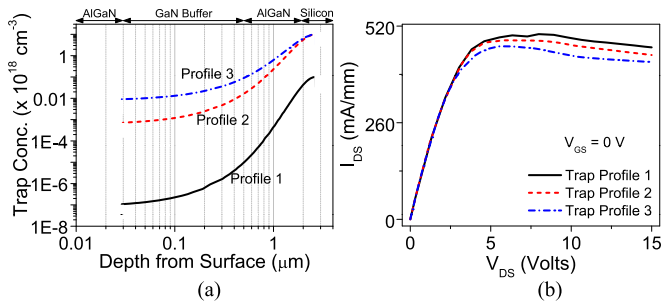 AlGaN GaN Buffer AlGaN Silicon
Trap Conc. (x 10^18 cm^-3)
1
0.01
1E-4
1E-6
1E-8
Profile 3
Profile 2
Profile 1
0.01 0.1 1
Depth from Surface (μm)
(a)
I_DS (mA/mm)
520
260
0
V_GS = 0 V
Trap Profile 1
Trap Profile 2
Trap Profile 3
0 5 10 15
V_DS (Volts)
(b)